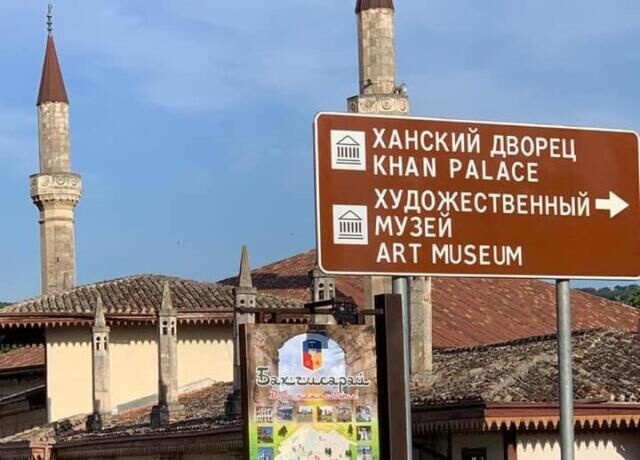 ХАНСКИЙ ДВОРЕЦ
KHAN PALACE
ХУДОЖЕСТВЕННЫЙ
МУЗЕЙ
ART MUSEUM
Бахчисарай